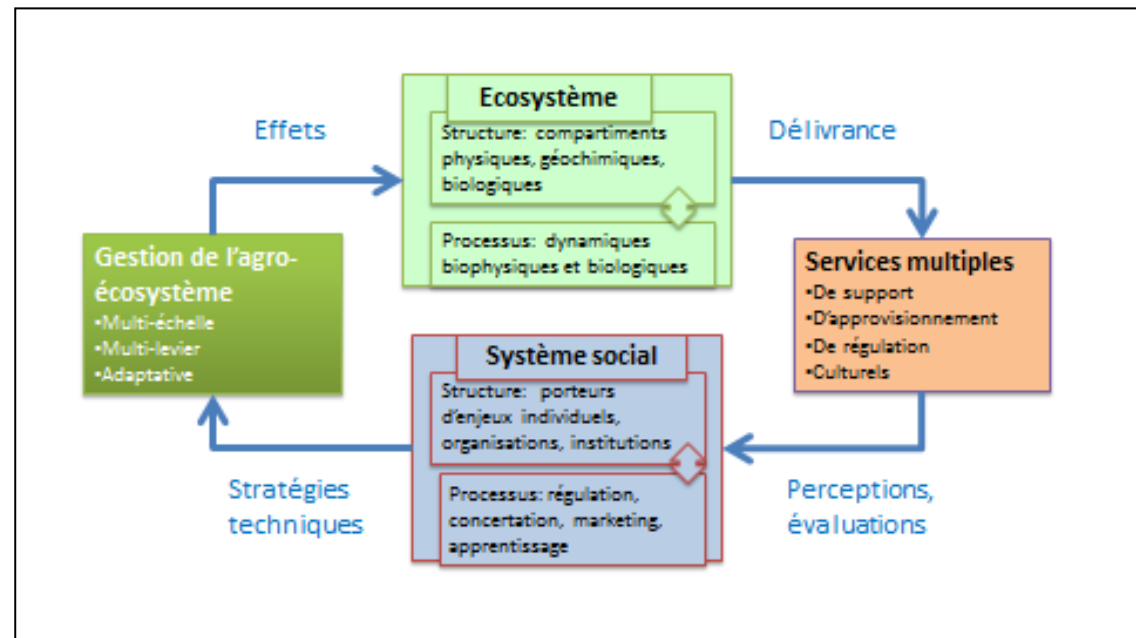 Ecosystème
Structure: compartiments
physiques, géochimiques,
biologiques
Processus: dynamiques
biophysiques et biologiques
Effets
Délivrance
Gestion de l'agro-
écosystème
•Multi-échelle
•Multi-levier
•Adaptative
Services multiples
•De support
•D'approvisionnement
•De régulation
•Culturels
Système social
Structure: porteurs
d'enjeux individuels,
organisations, institutions
Processus: régulation,
concertation, marketing,
apprentissage
Stratégies
techniques
Perceptions,
évaluations